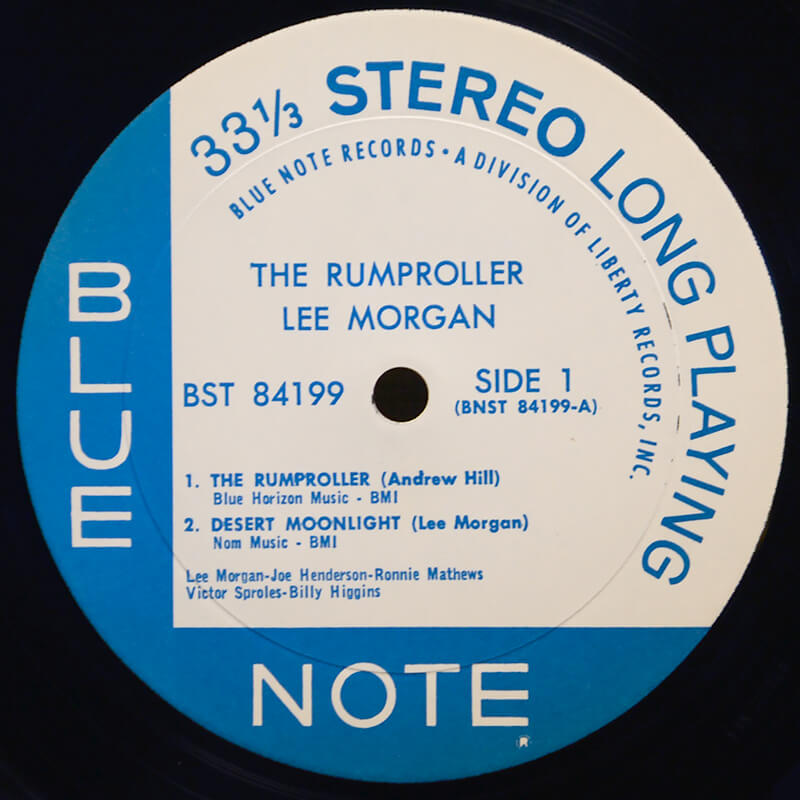 33⅓ STEREO LONG PLAYING
BLUE NOTE RECORDS • A DIVISION OF LIBERTY RECORDS, INC.
THE RUMPROLLER
LEE MORGAN
BST 84199
SIDE 1
(BNST 84199-A)
1. THE RUMPROLLER (Andrew Hill)
Blue Horizon Music - BMI
2. DESERT MOONLIGHT (Lee Morgan)
Nom Music - BMI
Lee Morgan-Joe Henderson-Ronnie Mathews
Victor Sproles-Billy Higgins
BLUE
NOTE
®